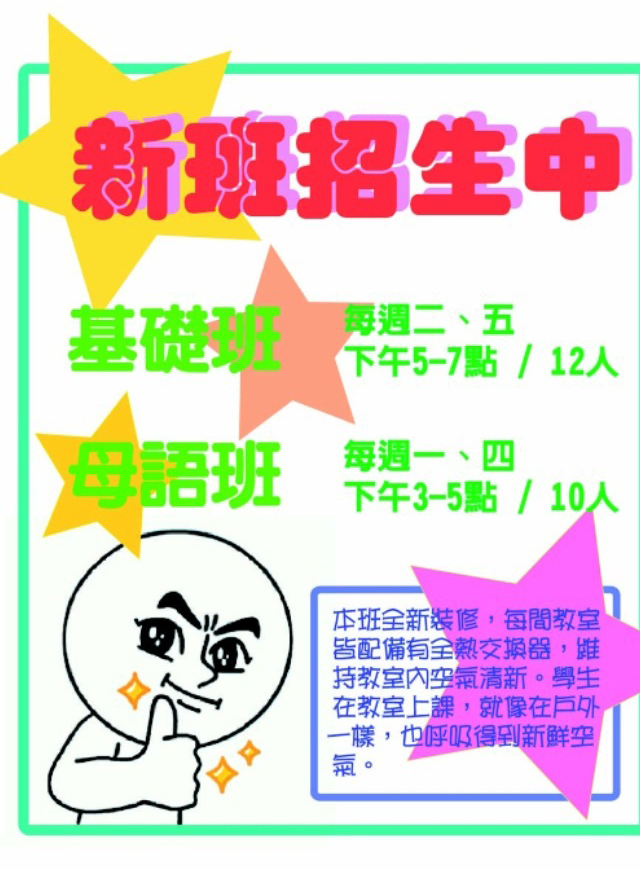 新班招生中
基礎班
每週二、五
下午5-7點 / 12人
母語班
每週一、四
下午3-5點 / 10人
本班全新裝修，每間教室
皆配備有全熱交換器，維
持教室內空氣清新。學生
在教室上課，就像在戶外
一樣，也呼吸得到新鮮空
氣。